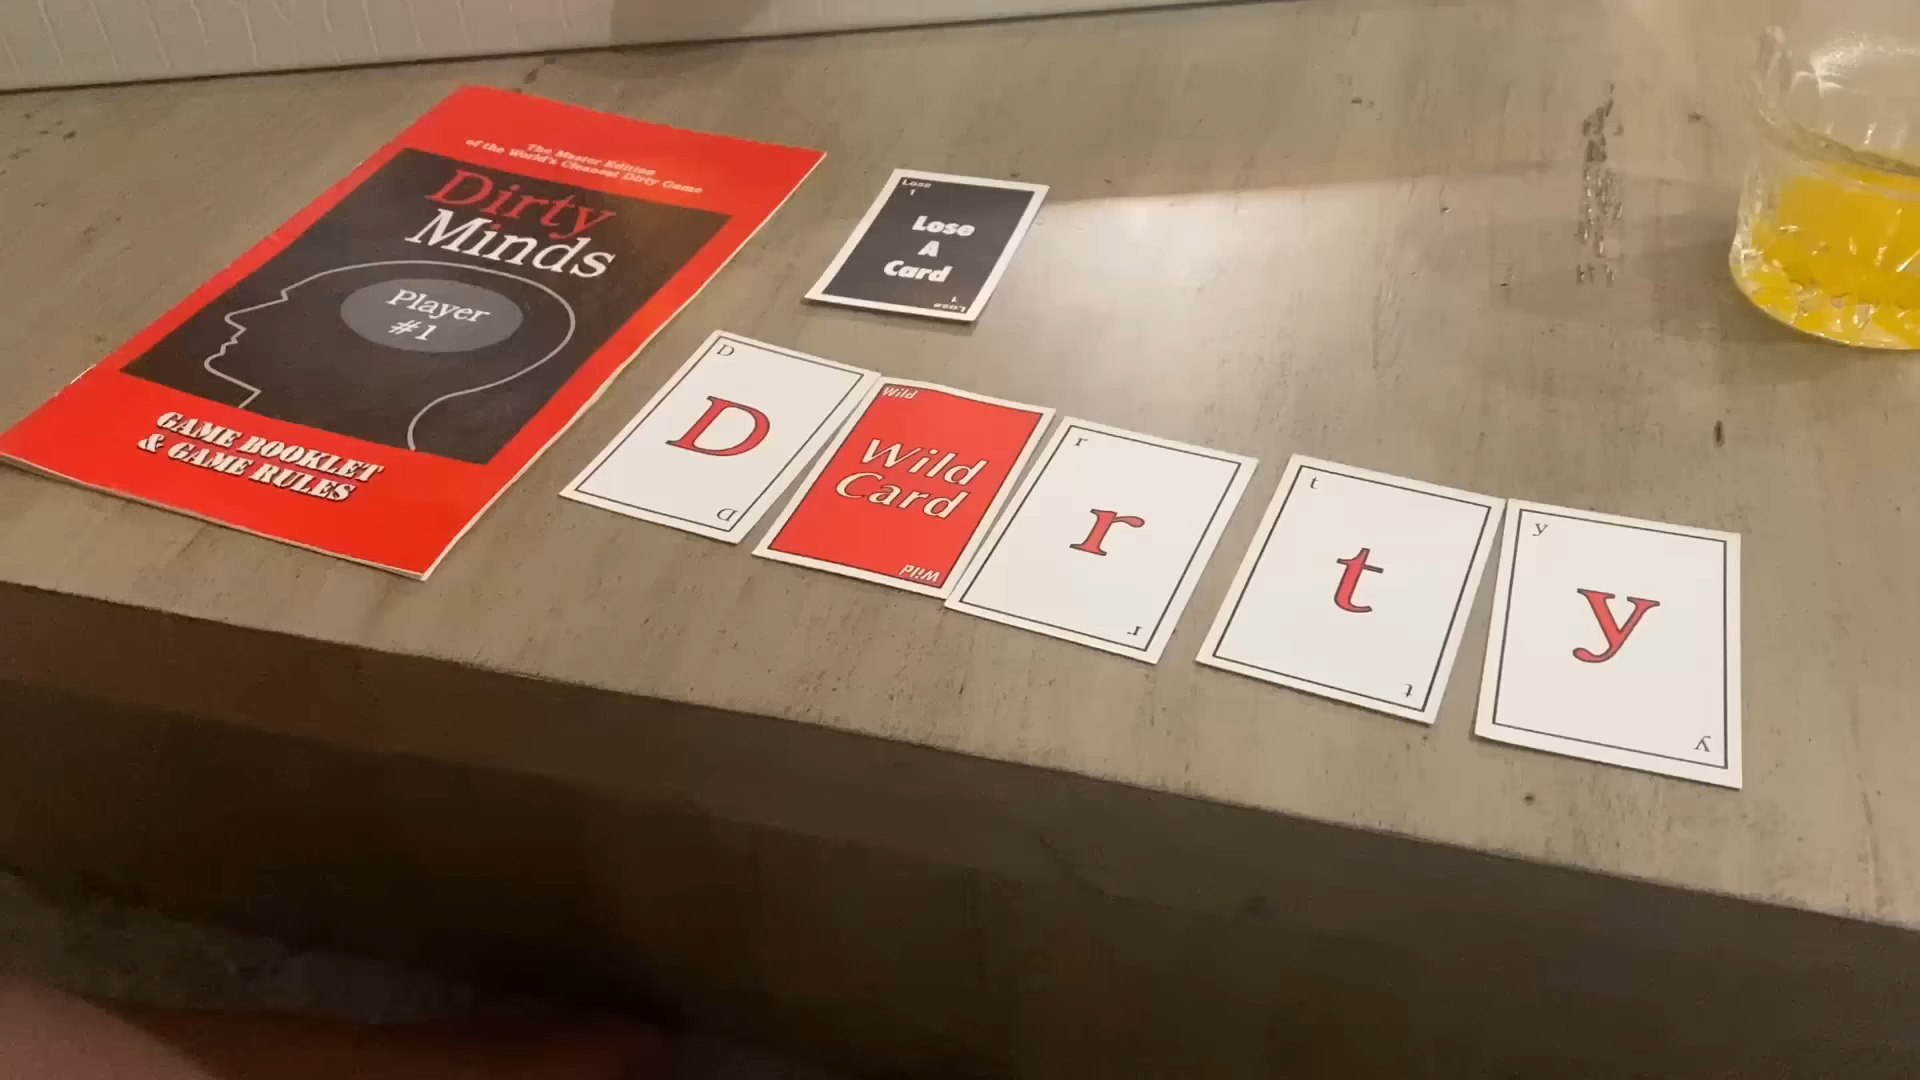 The Master Edition
of the World's Cleanest Dirty Game
Dirty
Minds
Player
#1
GAME BOOKLET
& GAME RULES
Lose
1
Lose
A
Card
1
Lose
D
D
D
Wild
Wild
Card
Wild
r
r
r
t
t
t
y
y
y